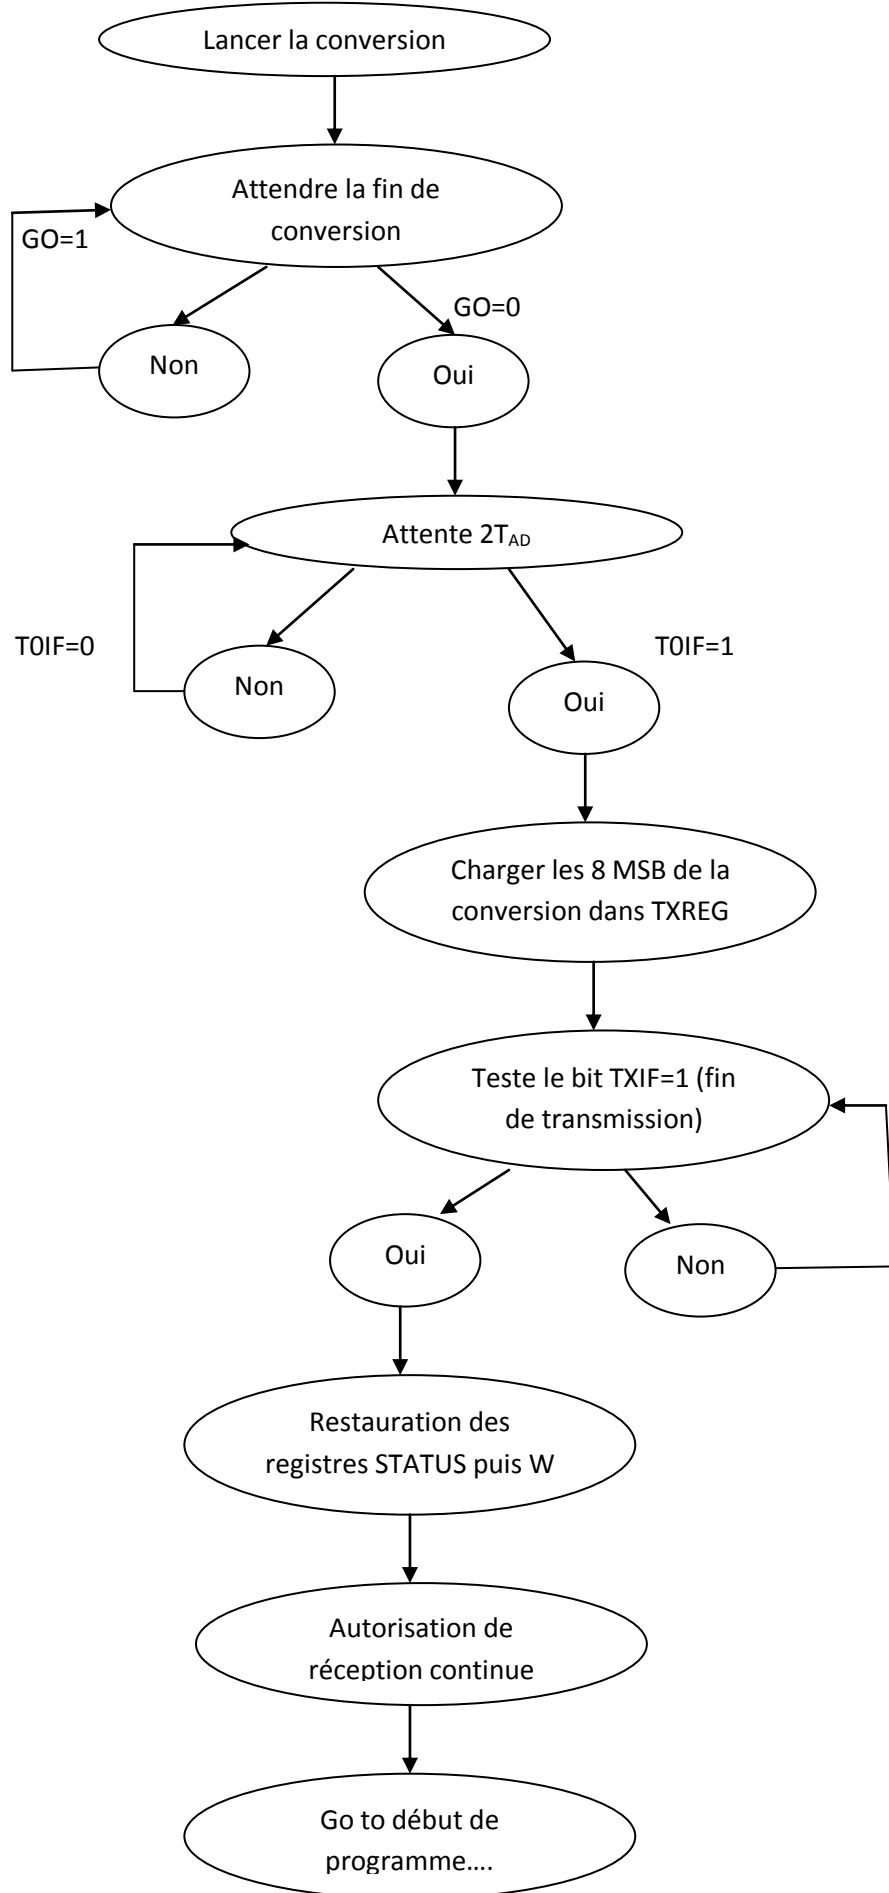 Lancer la conversion
Attendre la fin de
conversion
GO=1
GO=0
Non
Oui
Attente 2T_AD
T0IF=0
T0IF=1
Non
Oui
Charger les 8 MSB de la
conversion dans TXREG
Teste le bit TXIF=1 (fin
de transmission)
Oui
Non
Restauration des
registres STATUS puis W
Autorisation de
réception continue
Go to début de
programme....